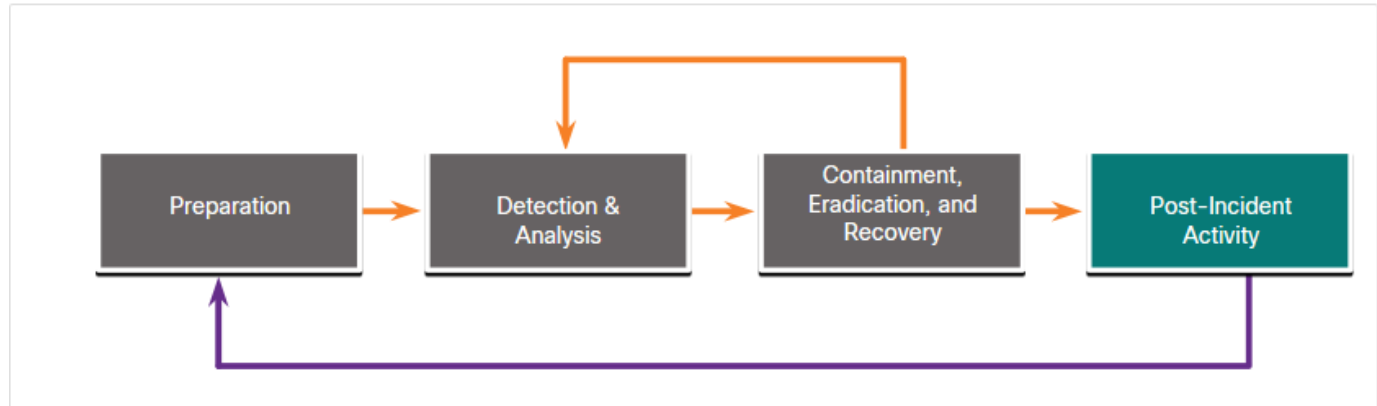 Preparation
Detection &
Analysis
Containment,
Eradication, and
Recovery
Post-Incident
Activity